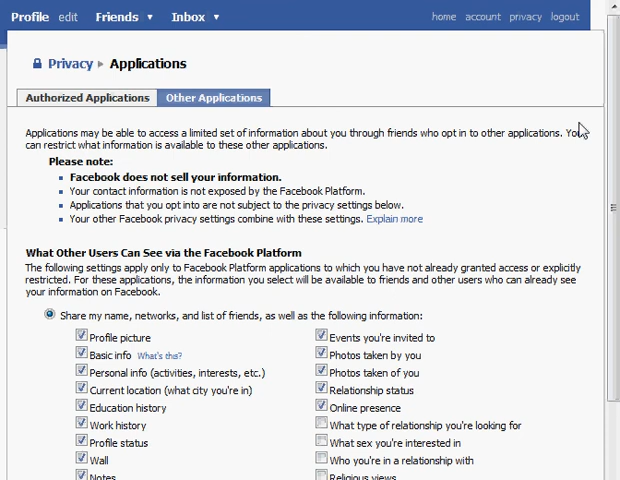 Profile edit Friends Inbox home account privacy logout
Privacy Applications
Authorized Applications Other Applications
Applications may be able to access a limited set of information about you through friends who opt in to other applications. You
can restrict what information is available to these other applications.
Please note:
Facebook does not sell your information.
Your contact information is not exposed by the Facebook Platform.
Applications that you opt into are not subject to the privacy settings below.
Your other Facebook privacy settings combine with these settings. Explain more
What Other Users Can See via the Facebook Platform
The following settings apply only to Facebook Platform applications to which you have not already granted access or explicitly
restricted. For these applications, the information you select will be available to friends and other users who can already see
your information on Facebook.
Share my name, networks, and list of friends, as well as the following information:
Profile picture
Basic info What's this?
Personal info (activities, interests, etc.)
Current location (what city you're in)
Education history
Work history
Profile status
Wall
Notes
Events you're invited to
Photos taken by you
Photos taken of you
Relationship status
Online presence
What type of relationship you're looking for
What sex you're interested in
Who you're in a relationship with
Religious views